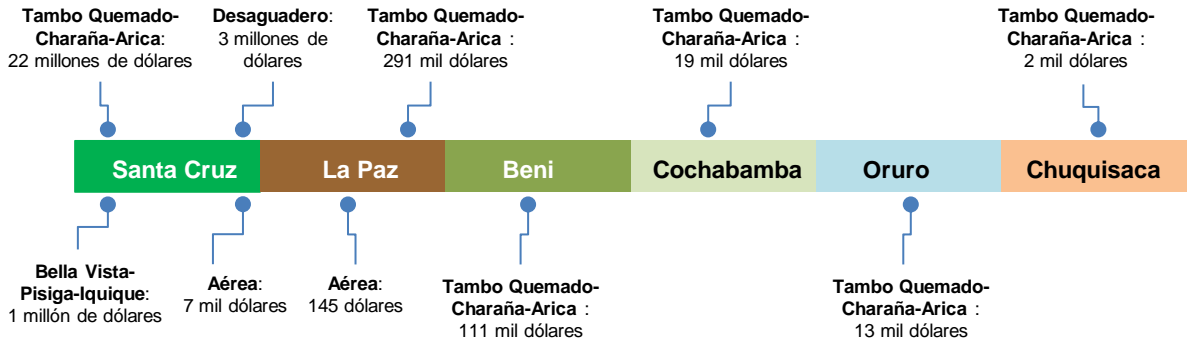 Tambo Quemado-
Charaña-Arica:
22 millones de dólares
Desaguadero:
3 millones de
dólares
Tambo Quemado-
Charaña-Arica :
291 mil dólares
Tambo Quemado-
Charaña-Arica :
19 mil dólares
Tambo Quemado-
Charaña-Arica :
2 mil dólares
Santa Cruz
La Paz
Beni
Cochabamba
Oruro
Chuquisaca
Bella Vista-
Pisiga-Iquique:
1 millón de dólares
Aérea:
7 mil dólares
Aérea:
145 dólares
Tambo Quemado-
Charaña-Arica :
111 mil dólares
Tambo Quemado-
Charaña-Arica :
13 mil dólares